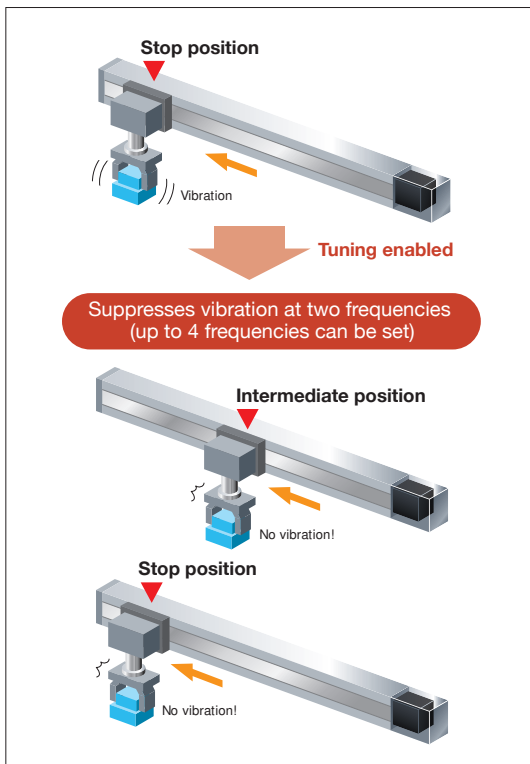 Stop position
Vibration
Tuning enabled
Suppresses vibration at two frequencies
(up to 4 frequencies can be set)
Intermediate position
No vibration!
Stop position
No vibration!